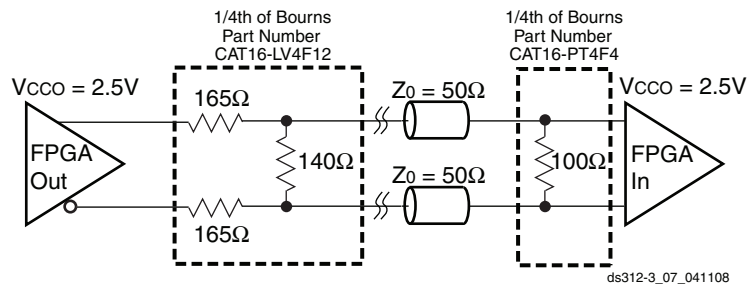 1/4th of Bourns
Part Number
CAT16-LV4F12
1/4th of Bourns
Part Number
CAT16-PT4F4
VCCO = 2.5V
165Ω
Z0 = 50Ω
VCCO = 2.5V
FPGA
Out
140Ω
100Ω
FPGA
In
Z0 = 50Ω
165Ω
ds312-3_07_041108